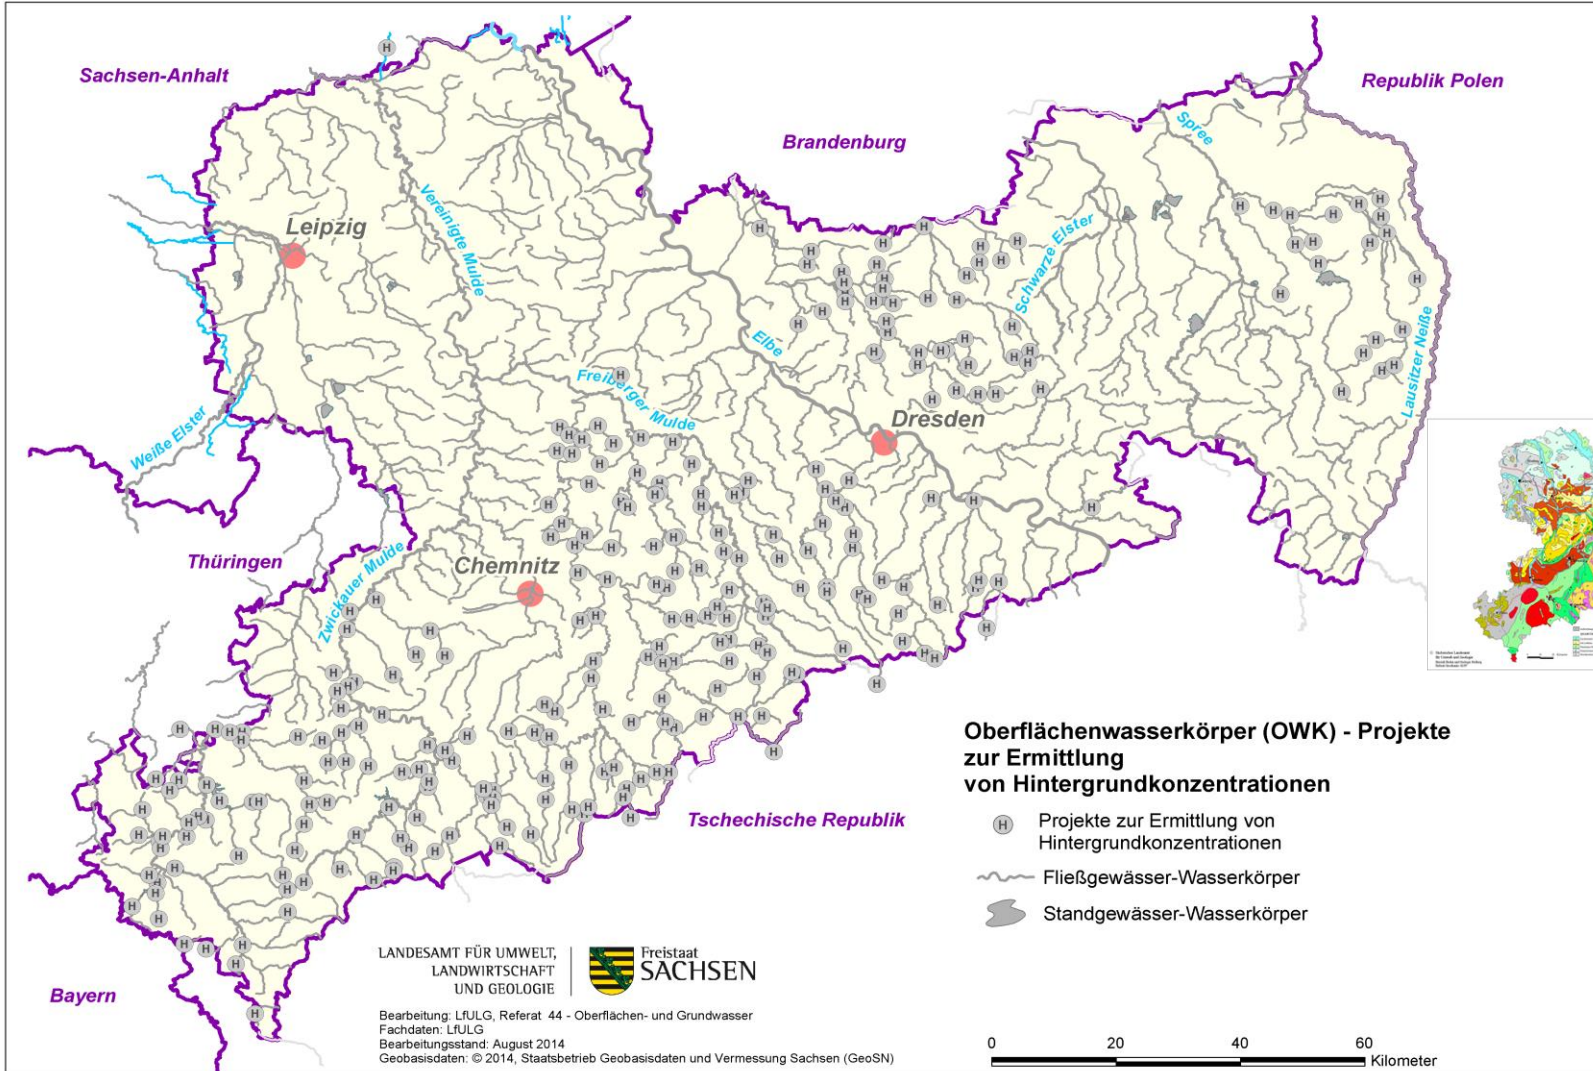 Sachsen-Anhalt
Republik Polen
Brandenburg
Spree
Vereinigte Mulde
Leipzig
Schwarze Elster
Elbe
Lausitzer Neiße
Freiberger Mulde
Dresden
Weiße Elster
Thüringen
Zwickauer Mulde
Chemnitz
Tschechische Republik
Bayern
Oberflächenwasserkörper (OWK) - Projekte
zur Ermittlung
von Hintergrundkonzentrationen
H Projekte zur Ermittlung von
Hintergrundkonzentrationen
Fließgewässer-Wasserkörper
Standgewässer-Wasserkörper
LANDESAMT FÜR UMWELT,
LANDWIRTSCHAFT
UND GEOLOGIE
Freistaat
SACHSEN
Bearbeitung: LfULG, Referat 44 - Oberflächen- und Grundwasser
Fachdaten: LfULG
Bearbeitungsstand: August 2014
Geobasisdaten: © 2014, Staatsbetrieb Geobasisdaten und Vermessung Sachsen (GeoSN)
0 20 40 60
Kilometer